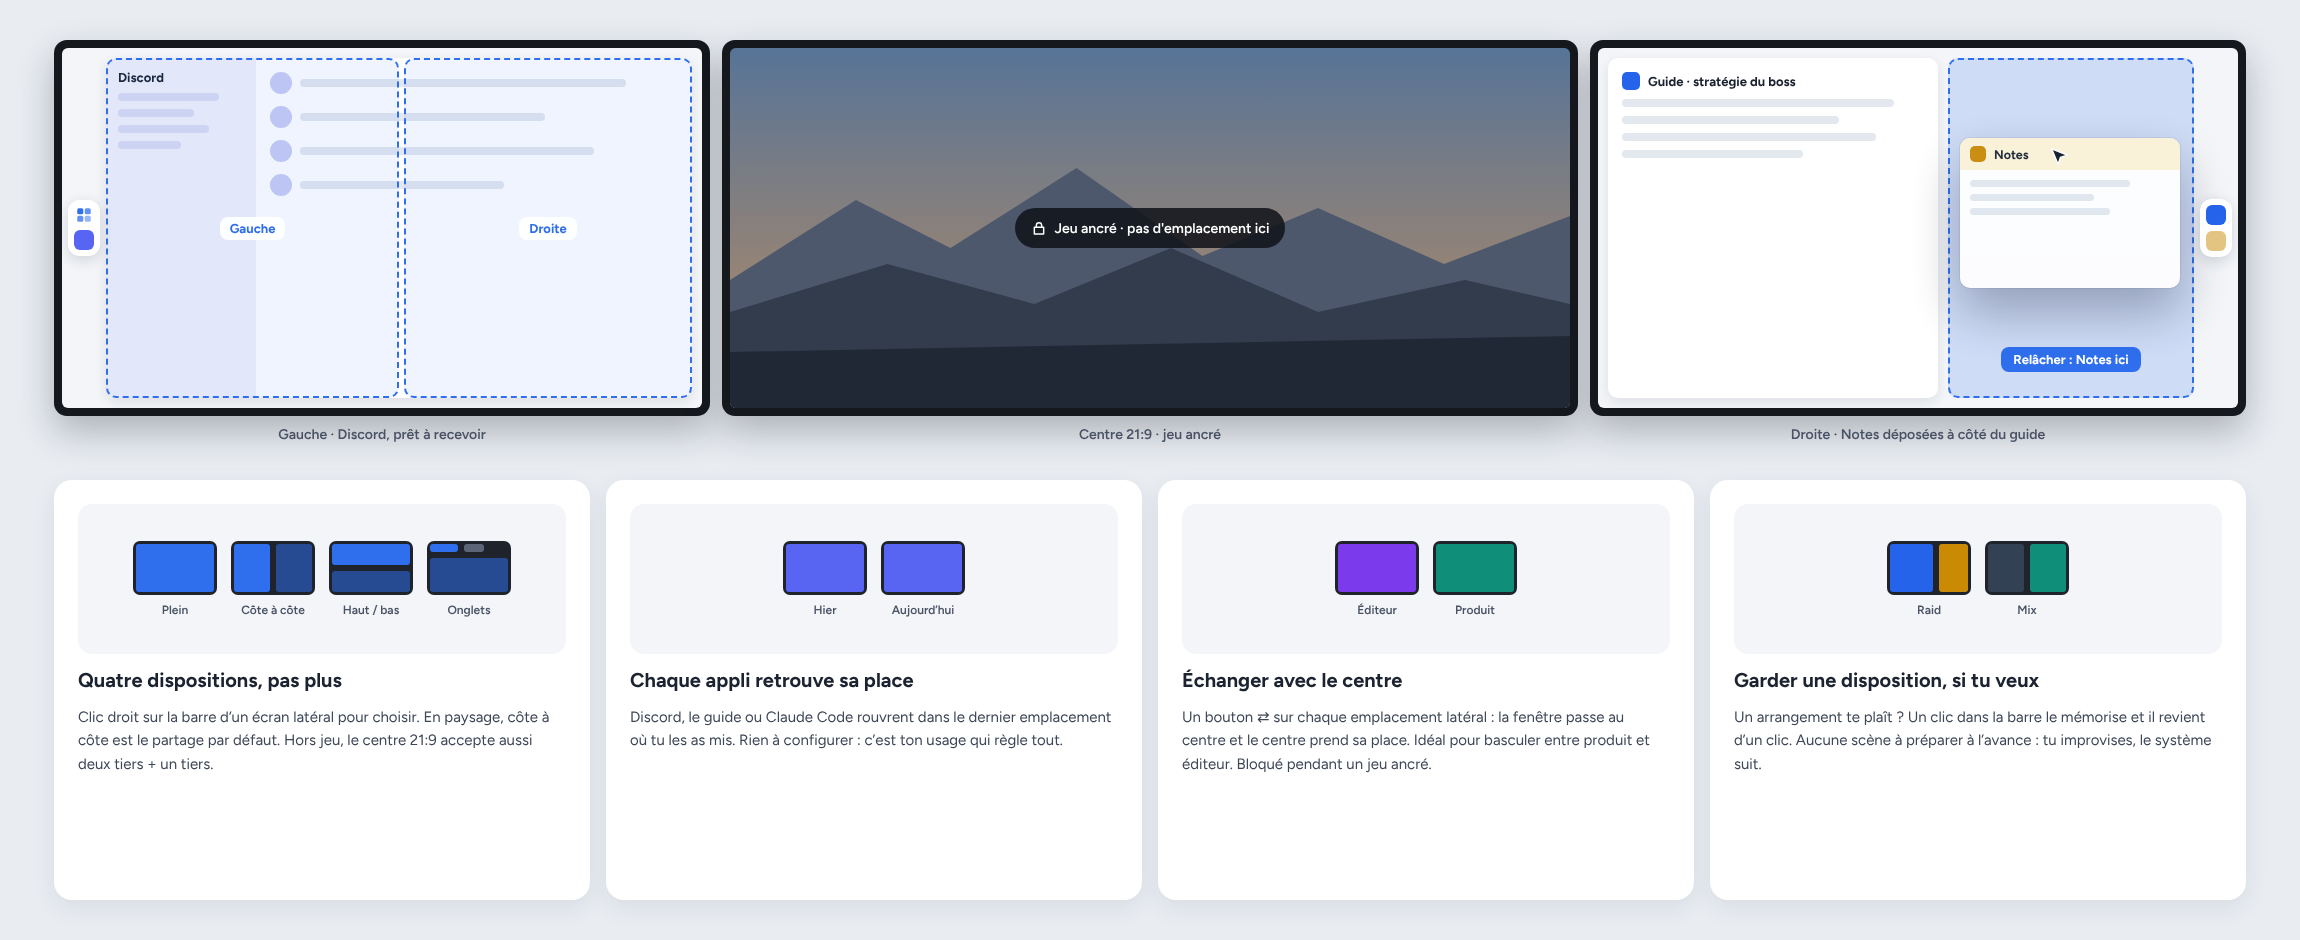 Discord
Gauche
Droite
Jeu ancré · pas d'emplacement ici
Guide · stratégie du boss
Notes
Relâcher : Notes ici
Gauche · Discord, prêt à recevoir
Centre 21:9 · jeu ancré
Droite · Notes déposées à côté du guide
Plein
Côte à côte
Haut / bas
Onglets
Quatre dispositions, pas plus
Clic droit sur la barre d’un écran latéral pour choisir. En paysage, côte à
côte est le partage par défaut. Hors jeu, le centre 21:9 accepte aussi
deux tiers + un tiers.
Hier
Aujourd’hui
Chaque appli retrouve sa place
Discord, le guide ou Claude Code rouvrent dans le dernier emplacement
où tu les as mis. Rien à configurer : c’est ton usage qui règle tout.
Éditeur
Produit
Échanger avec le centre
Un bouton ⇄ sur chaque emplacement latéral : la fenêtre passe au
centre et le centre prend sa place. Idéal pour basculer entre produit et
éditeur. Bloqué pendant un jeu ancré.
Raid
Mix
Garder une disposition, si tu veux
Un arrangement te plaît ? Un clic dans la barre le mémorise et il revient
d’un clic. Aucune scène à préparer à l’avance : tu improvises, le système
suit.